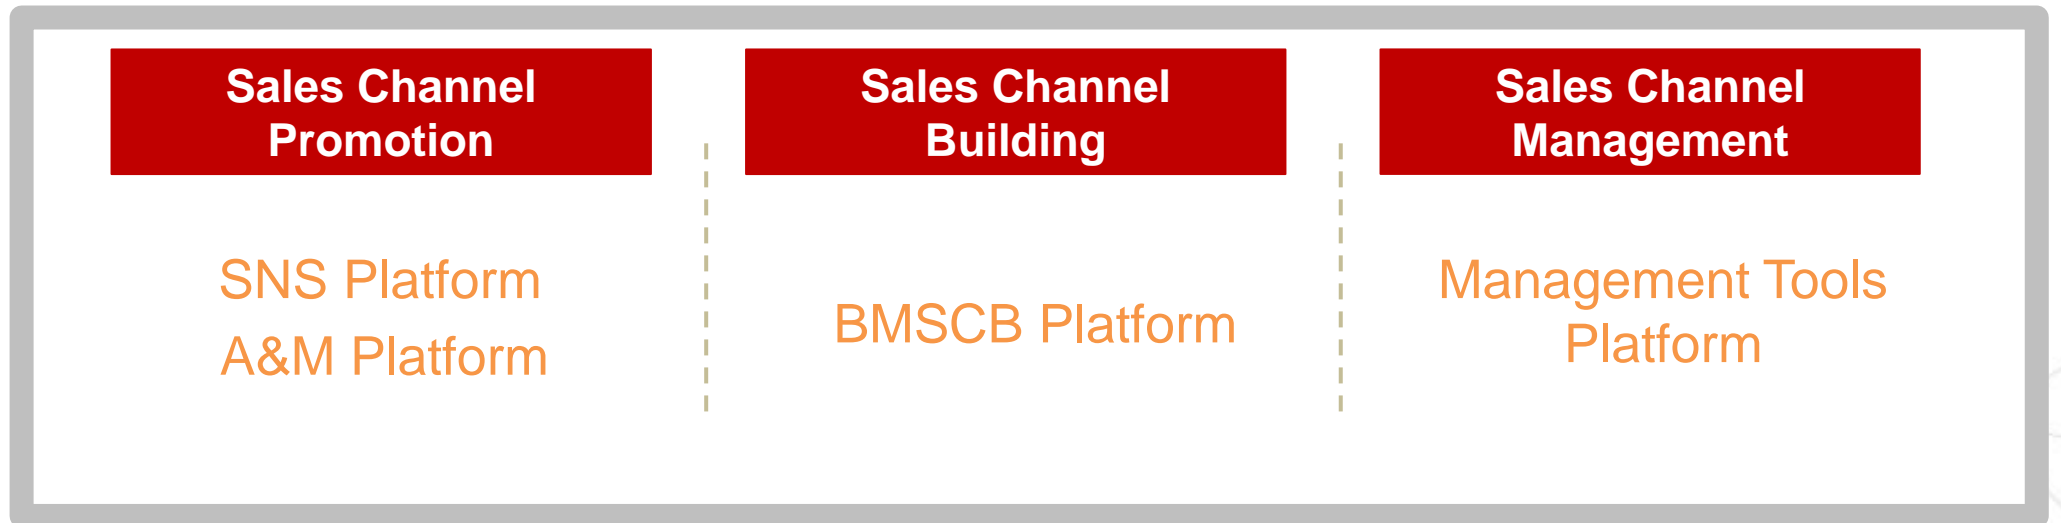 Sales Channel
Promotion
SNS Platform
A&M Platform
Sales Channel
Building
BMSCB Platform
Sales Channel
Management
Management Tools
Platform